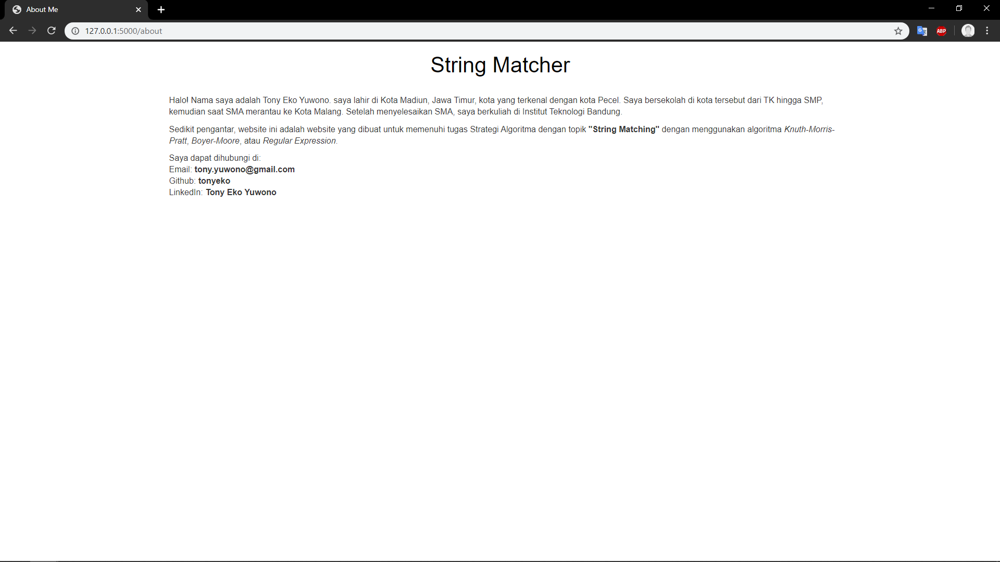 About Me
127.0.0.1:5000/about
ABP
String Matcher
Halo! Nama saya adalah Tony Eko Yuwono. saya lahir di Kota Madiun, Jawa Timur, kota yang terkenal dengan kota Pecel. Saya bersekolah di kota tersebut dari TK hingga SMP,
kemudian saat SMA merantau ke Kota Malang. Setelah menyelesaikan SMA, saya berkuliah di Institut Teknologi Bandung.
Sedikit pengantar, website ini adalah website yang dibuat untuk memenuhi tugas Strategi Algoritma dengan topik "String Matching" dengan menggunakan algoritma Knuth-Morris-
Pratt, Boyer-Moore, atau Regular Expression.
Saya dapat dihubungi di:
Email: tony.yuwono@gmail.com
Github: tonyeko
LinkedIn: Tony Eko Yuwono